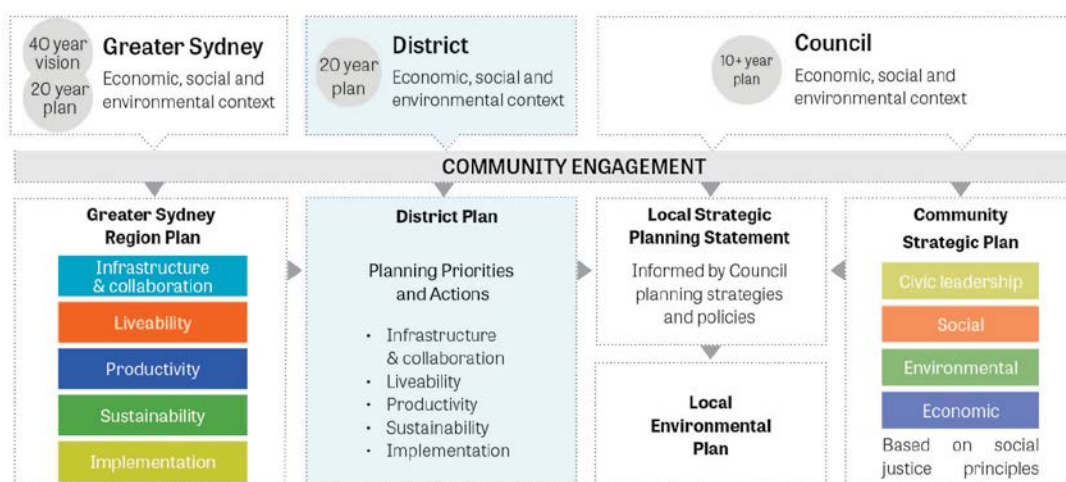 40 year
vision
20 year
plan
Greater Sydney
Economic, social and
environmental context
20 year
plan
District
Economic, social and
environmental context
10+ year
plan
Council
Economic, social and
environmental context
COMMUNITY ENGAGEMENT
Greater Sydney
Region Plan
Infrastructure
& collaboration
Liveability
Productivity
Sustainability
Implementation
District Plan
Planning Priorities
and Actions
• Infrastructure
& collaboration
• Liveability
• Productivity
• Sustainability
• Implementation
Local Strategic
Planning Statement
Informed by Council
planning strategies
and policies
Local
Environmental
Plan
Community
Strategic Plan
Civic leadership
Social
Environmental
Economic
Based on social
justice principles